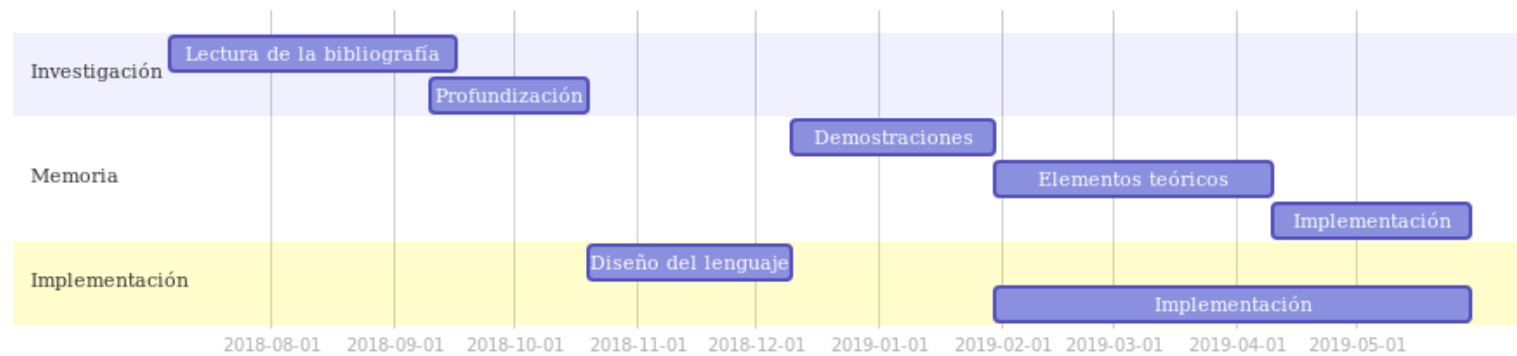 Investigación
Lectura de la bibliografía
Profundización
Memoria
Demostraciones
Elementos teóricos
Implementación
Implementación
Diseño del lenguaje
Implementación
2018-08-01 2018-09-01 2018-10-01 2018-11-01 2018-12-01 2019-01-01 2019-02-01 2019-03-01 2019-04-01 2019-05-01